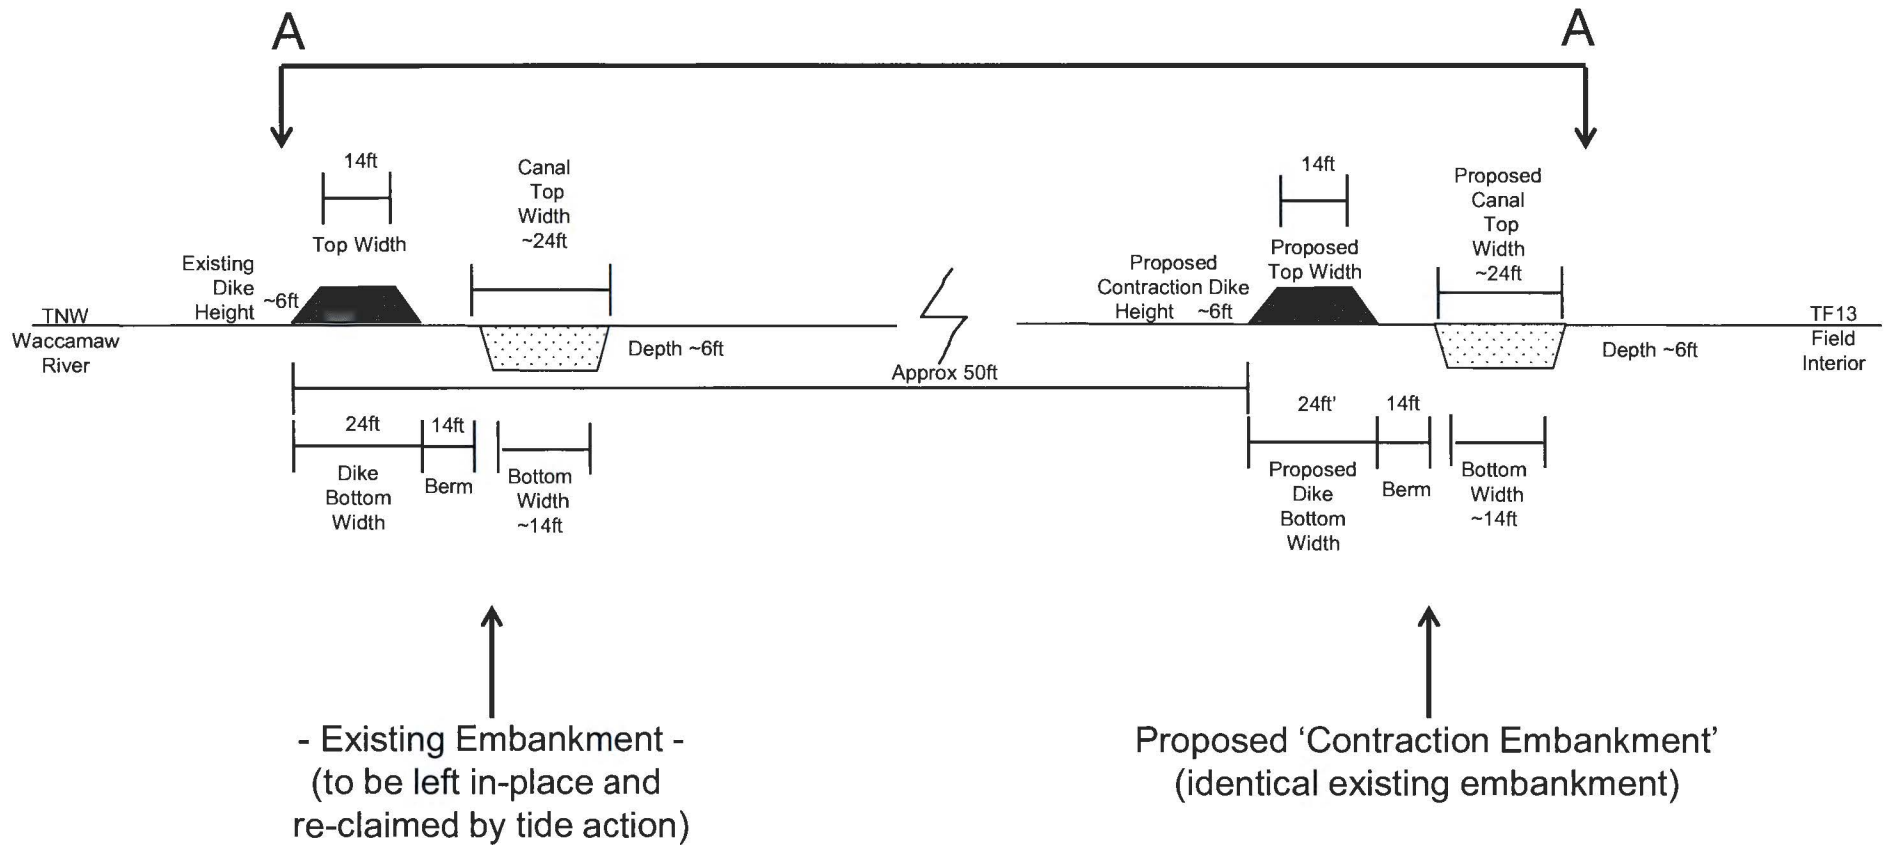 A
A
14ft
Top Width
Canal
Top
Width
~24ft
Existing
Dike
Height
~6ft
TNW
Waccamaw
River
Depth ~6ft
Approx 50ft
24ft
14ft
Dike
Bottom
Width
Berm
Bottom
Width
~14ft
14ft
Proposed
Top Width
Proposed
Canal
Top
Width
~24ft
Proposed
Contraction Dike
Height ~6ft
TF13
Field
Interior
Depth ~6ft
24ft'
14ft
Proposed
Dike
Bottom
Width
Berm
Bottom
Width
~14ft
- Existing Embankment -
(to be left in-place and
re-claimed by tide action)
Proposed ‘Contraction Embankment’
(identical existing embankment)